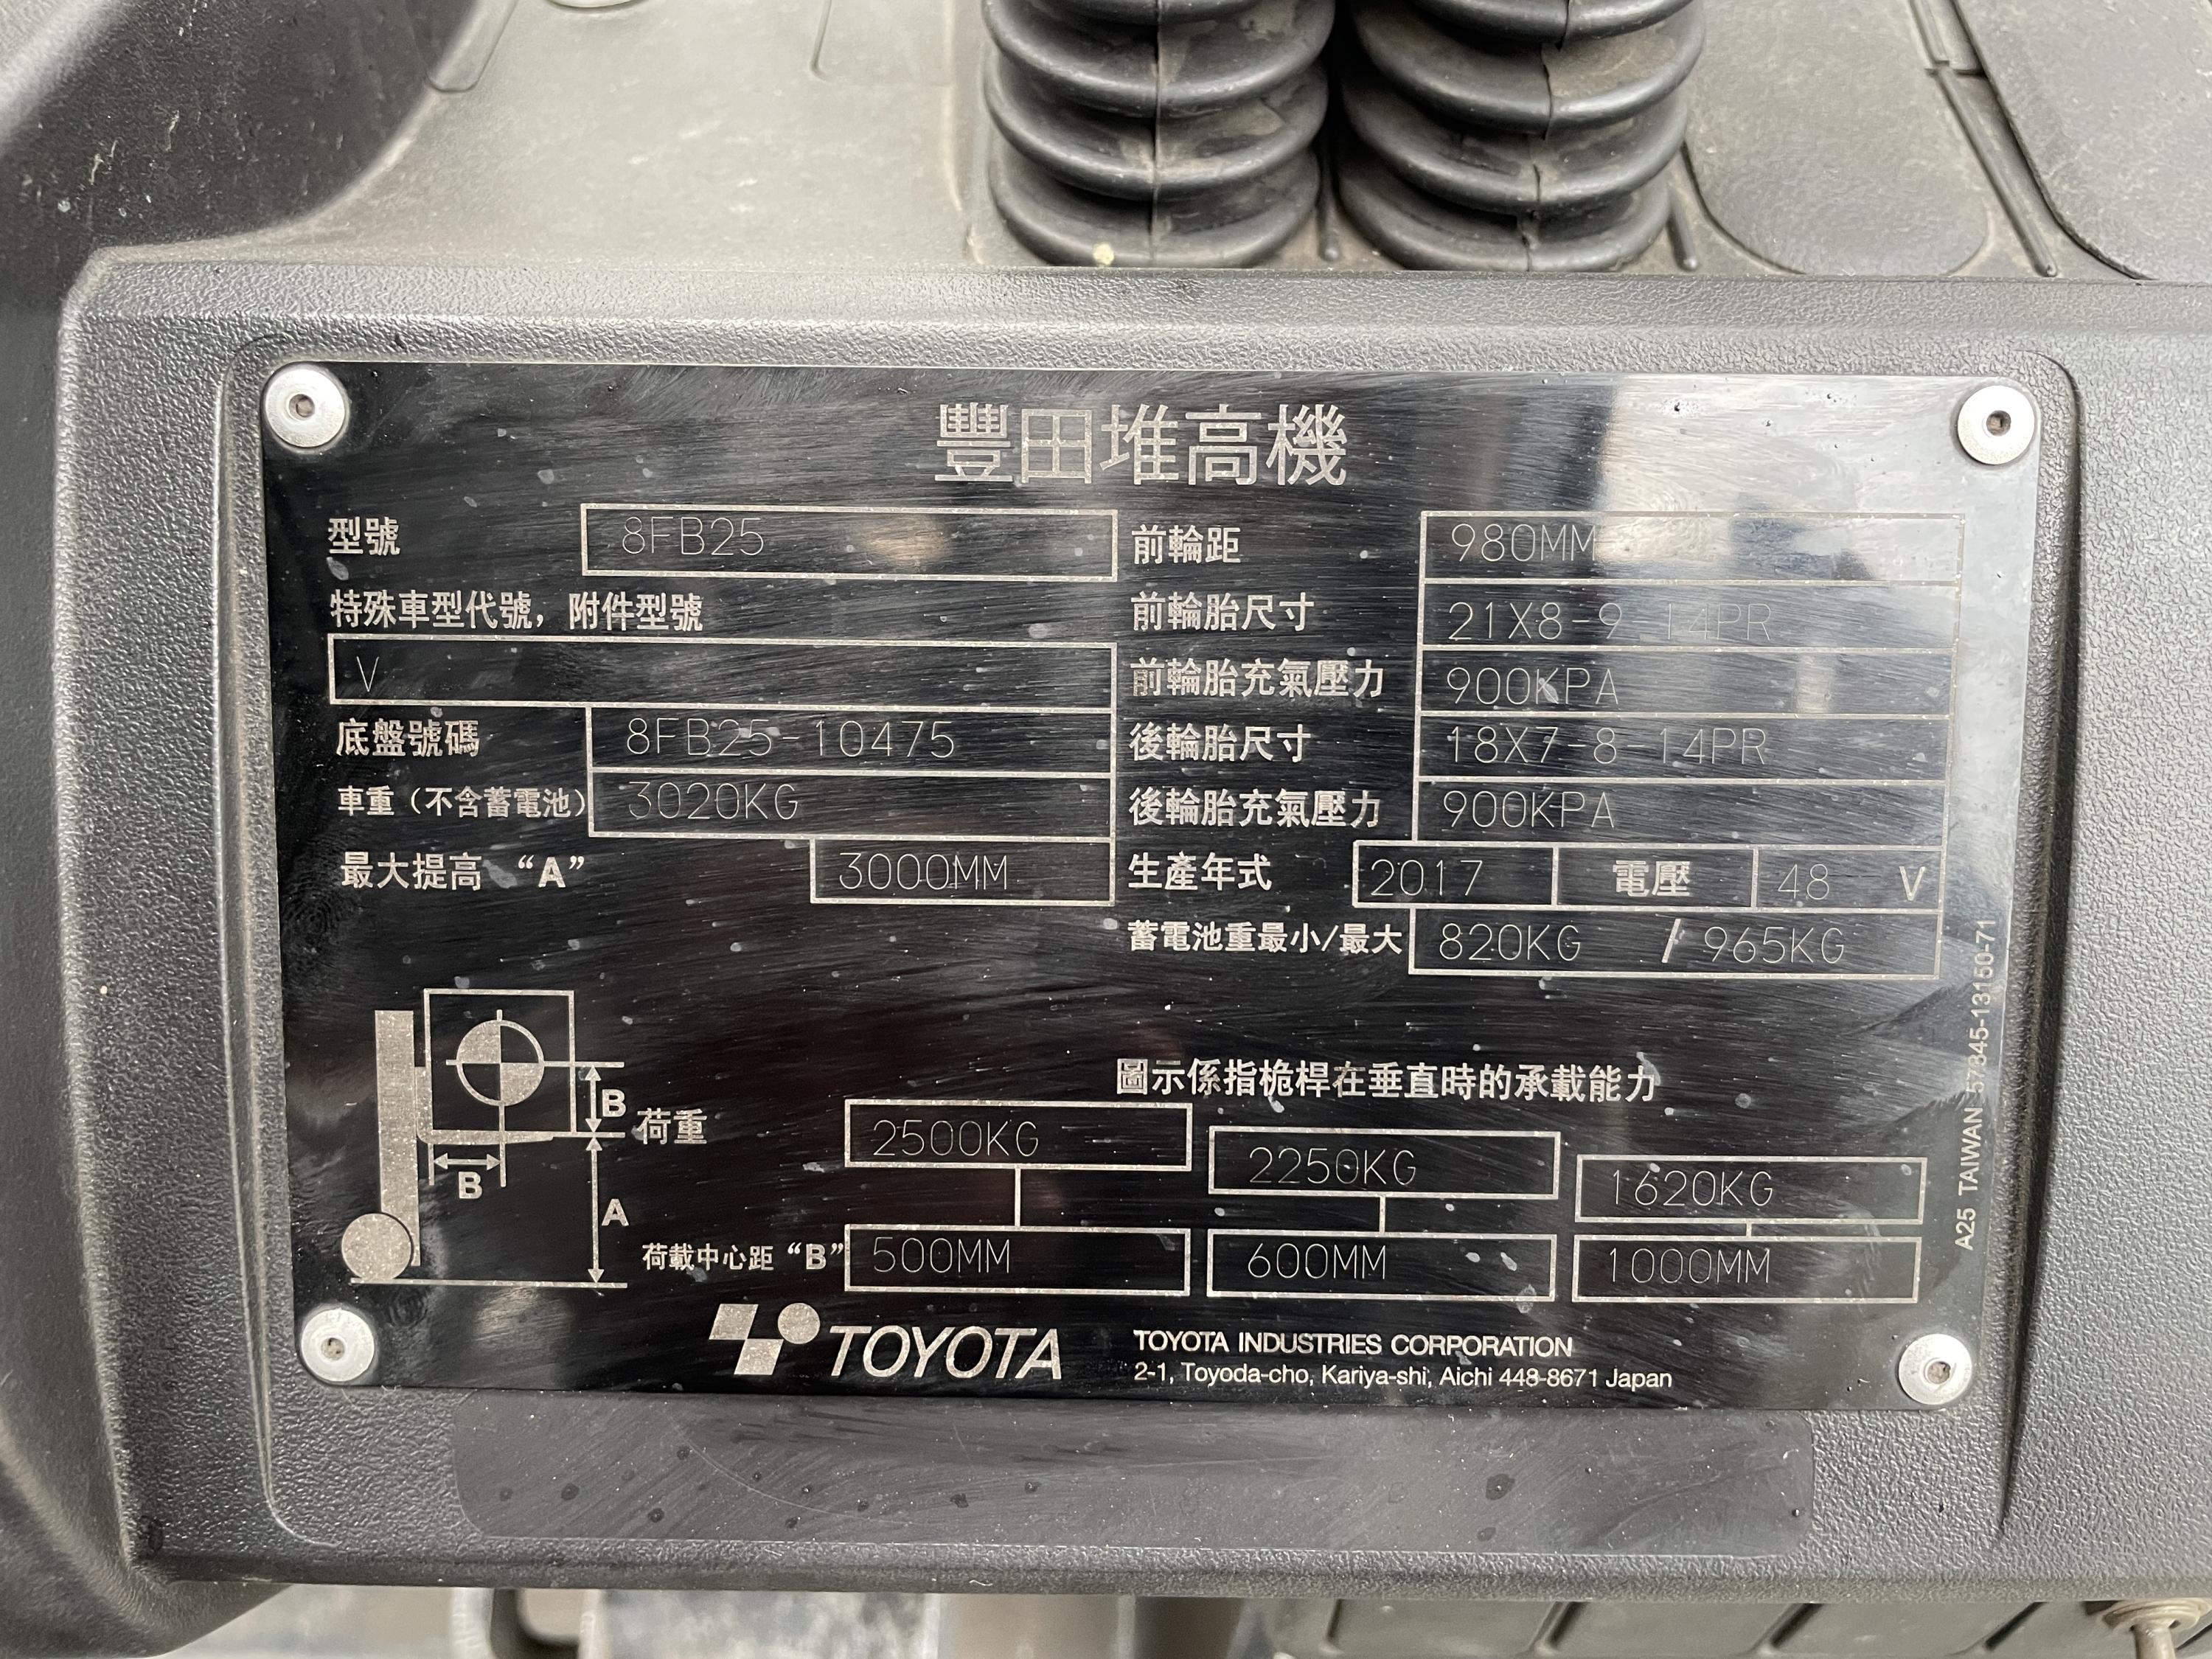 豐田堆高機
型號 8FB25
特殊車型代號，附件型號
V
底盤號碼 8FB25-10475
車重（不含蓄電池） 3020KG
最大提高 “A” 3000MM
前輪距 980MM
前輪胎尺寸 21X8-9-14PR
前輪胎充氣壓力 900KPA
後輪胎尺寸 18X7-8-14PR
後輪胎充氣壓力 900KPA
生產年式 2017 電壓 48 V
蓄電池重最小/最大 820KG / 965KG
圖示係指桅桿在垂直時的承載能力
荷重 2500KG 2250KG 1620KG
荷載中心距 “B” 500MM 600MM 1000MM
B
B
A
TOYOTA
TOYOTA INDUSTRIES CORPORATION
2-1, Toyoda-cho, Kariya-shi, Aichi 448-8671 Japan
A25 TAIWAN 57845-13150-71